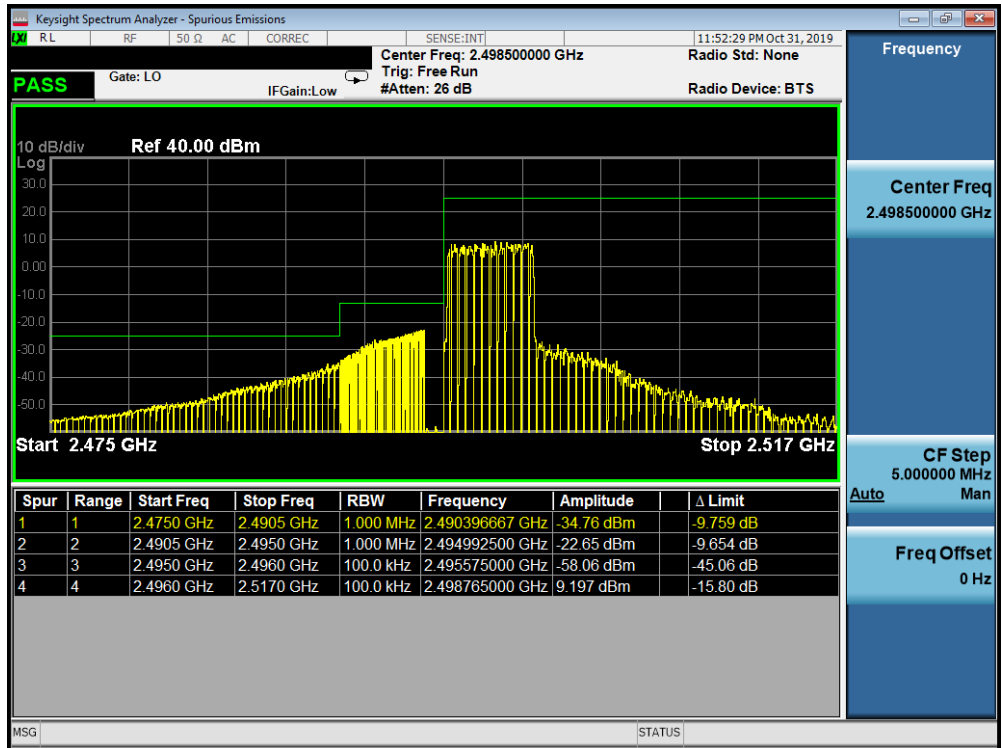 Keysight Spectrum Analyzer - Spurious Emissions
LXI RL RF 50 Ω AC CORREC SENSE:INT 11:52:29 PM Oct 31, 2019
Center Freq: 2.498500000 GHz Radio Std: None
Gate: LO Trig: Free Run
PASS IFGain:Low #Atten: 26 dB Radio Device: BTS
10 dB/div Ref 40.00 dBm
Log
30.0
20.0
10.0
0.00
-10.0
-20.0
-30.0
-40.0
-50.0
Start 2.475 GHz Stop 2.517 GHz
Spur Range Start Freq Stop Freq RBW Frequency Amplitude Δ Limit
1 1 2.4750 GHz 2.4905 GHz 1.000 MHz 2.490396667 GHz -34.76 dBm -9.759 dB
2 2 2.4905 GHz 2.4950 GHz 1.000 MHz 2.494992500 GHz -22.65 dBm -9.654 dB
3 3 2.4950 GHz 2.4960 GHz 100.0 kHz 2.495575000 GHz -58.06 dBm -45.06 dB
4 4 2.4960 GHz 2.5170 GHz 100.0 kHz 2.498765000 GHz 9.197 dBm -15.80 dB
MSG STATUS
Frequency
Center Freq
2.498500000 GHz
CF Step
5.000000 MHz
Auto Man
Freq Offset
0 Hz